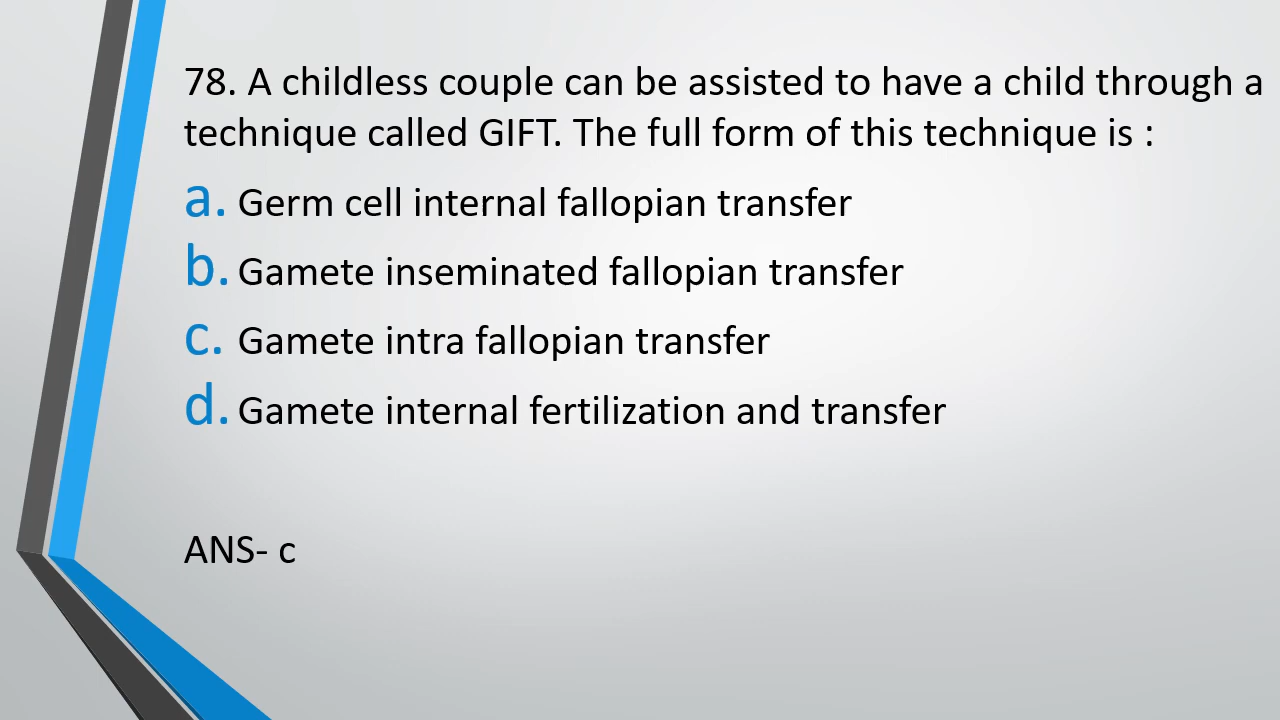 78. A childless couple can be assisted to have a child through a
technique called GIFT. The full form of this technique is :
a. Germ cell internal fallopian transfer
b. Gamete inseminated fallopian transfer
c. Gamete intra fallopian transfer
d. Gamete internal fertilization and transfer
ANS- c